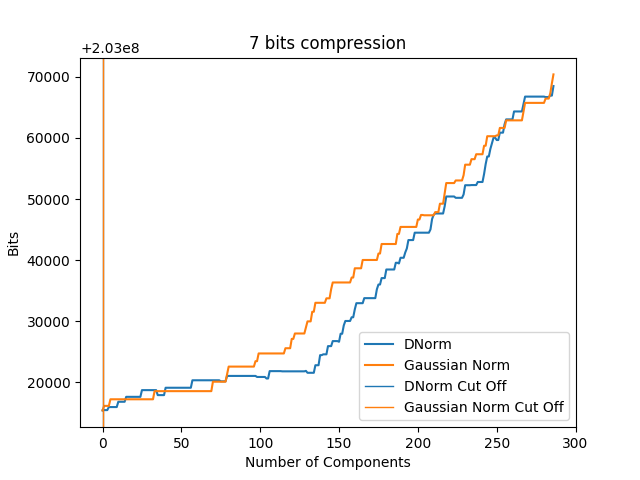 7 bits compression
+2.03e8
70000
60000
50000
40000
30000
20000
Bits
0 50 100 150 200 250 300
Number of Components
DNorm
Gaussian Norm
DNorm Cut Off
Gaussian Norm Cut Off